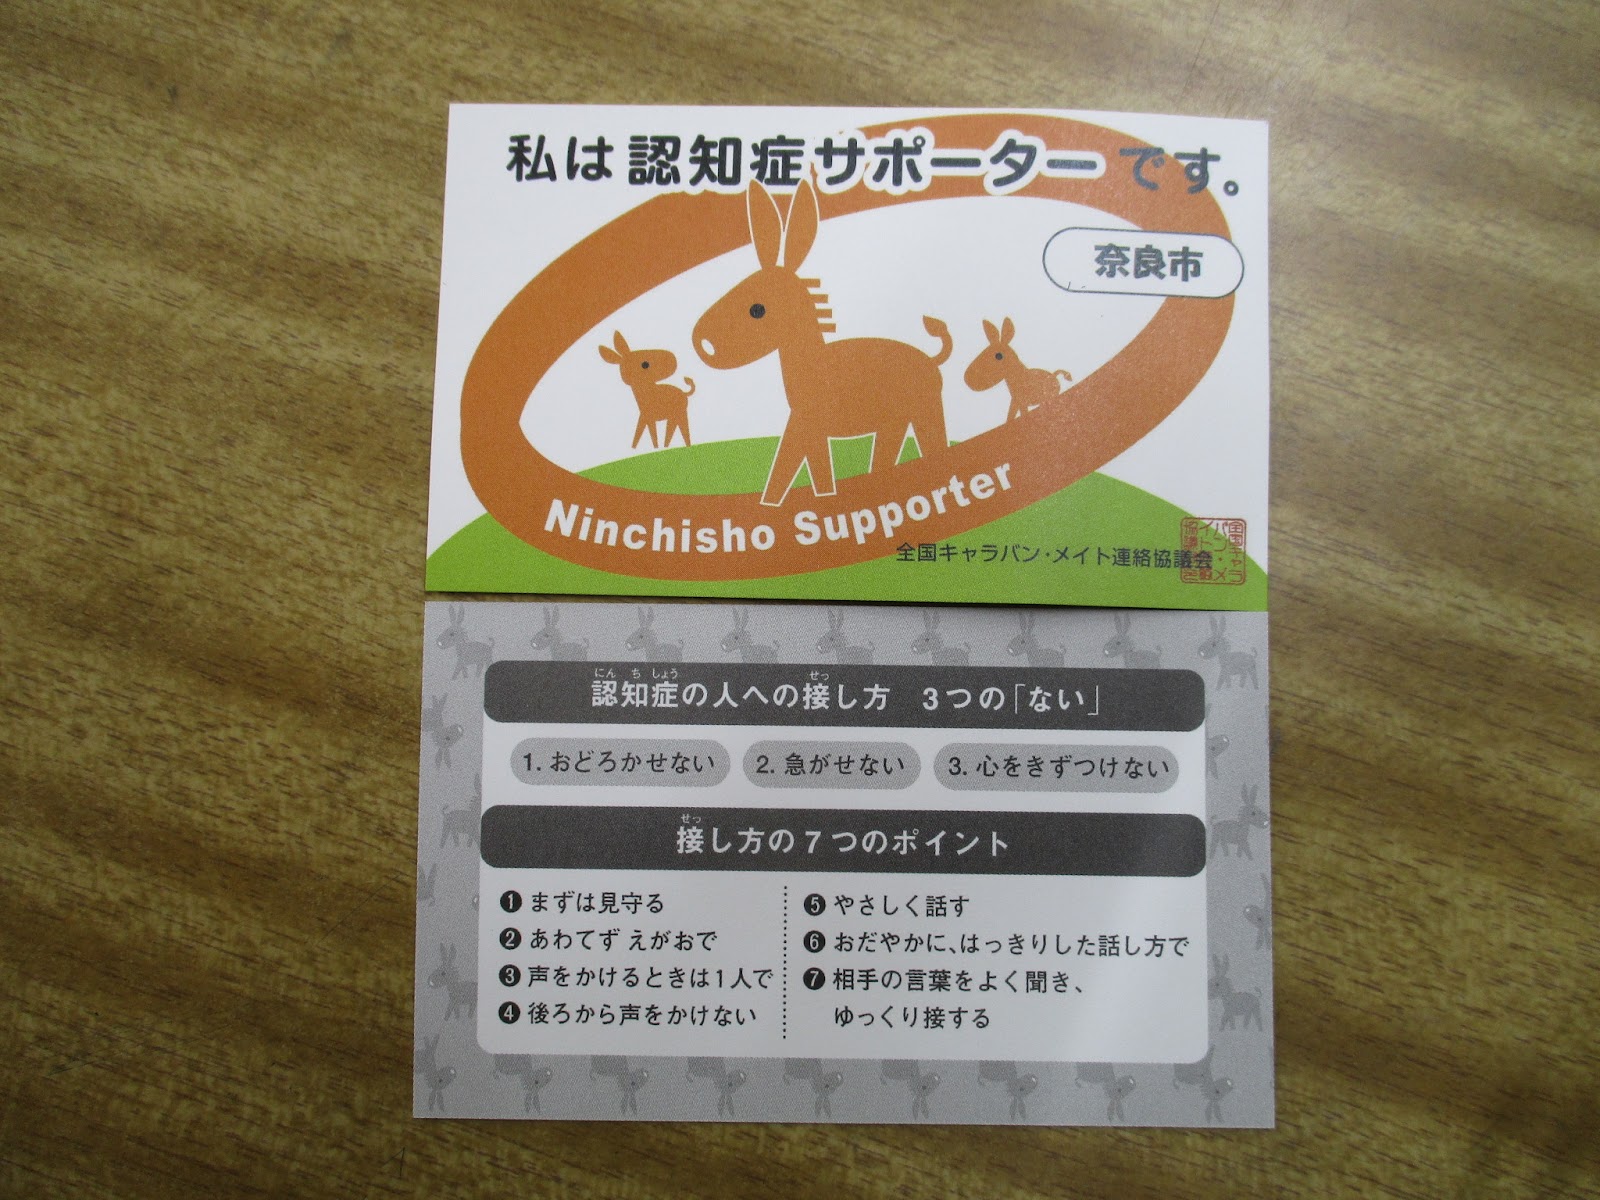 私は認知症サポーターです。
奈良市
Ninchisho Supporter
全国キャラバン・メイト連絡協議会
にん ち しょう せっ
認知症の人への接し方 3つの「ない」
1. おどろかせない 2. 急がせない 3. 心をきずつけない
せっ
接し方の7つのポイント
❶ まずは見守る
❷ あわてず えがおで
❸ 声をかけるときは1人で
❹ 後ろから声をかけない
❺ やさしく話す
❻ おだやかに、はっきりした話し方で
❼ 相手の言葉をよく聞き、
ゆっくり接する